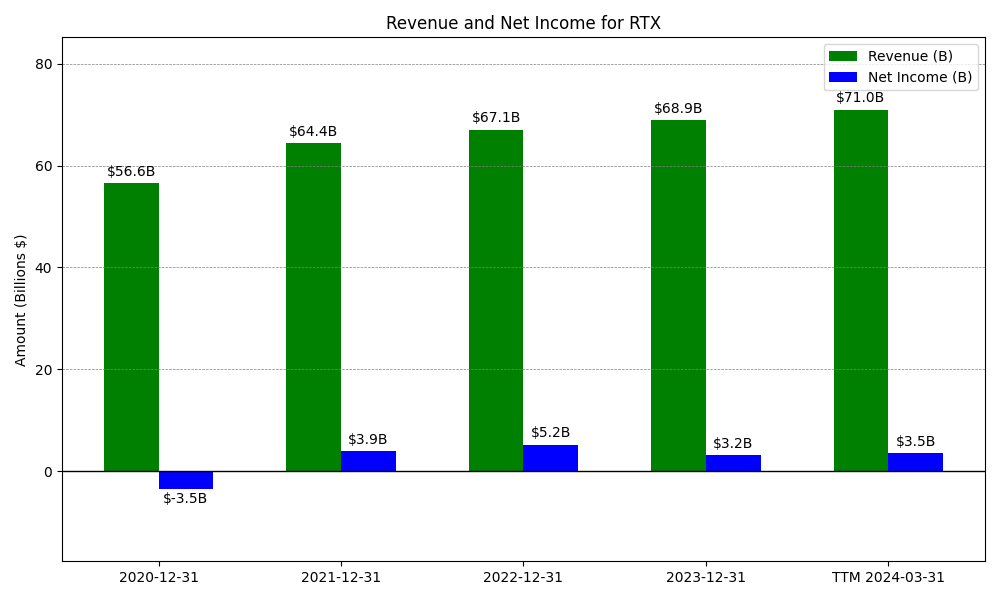 Revenue and Net Income for RTX
Revenue (B)
Net Income (B)
Amount (Billions $)
80
60
40
20
0
$56.6B
$64.4B
$67.1B
$68.9B
$71.0B
$-3.5B
$3.9B
$5.2B
$3.2B
$3.5B
2020-12-31
2021-12-31
2022-12-31
2023-12-31
TTM 2024-03-31